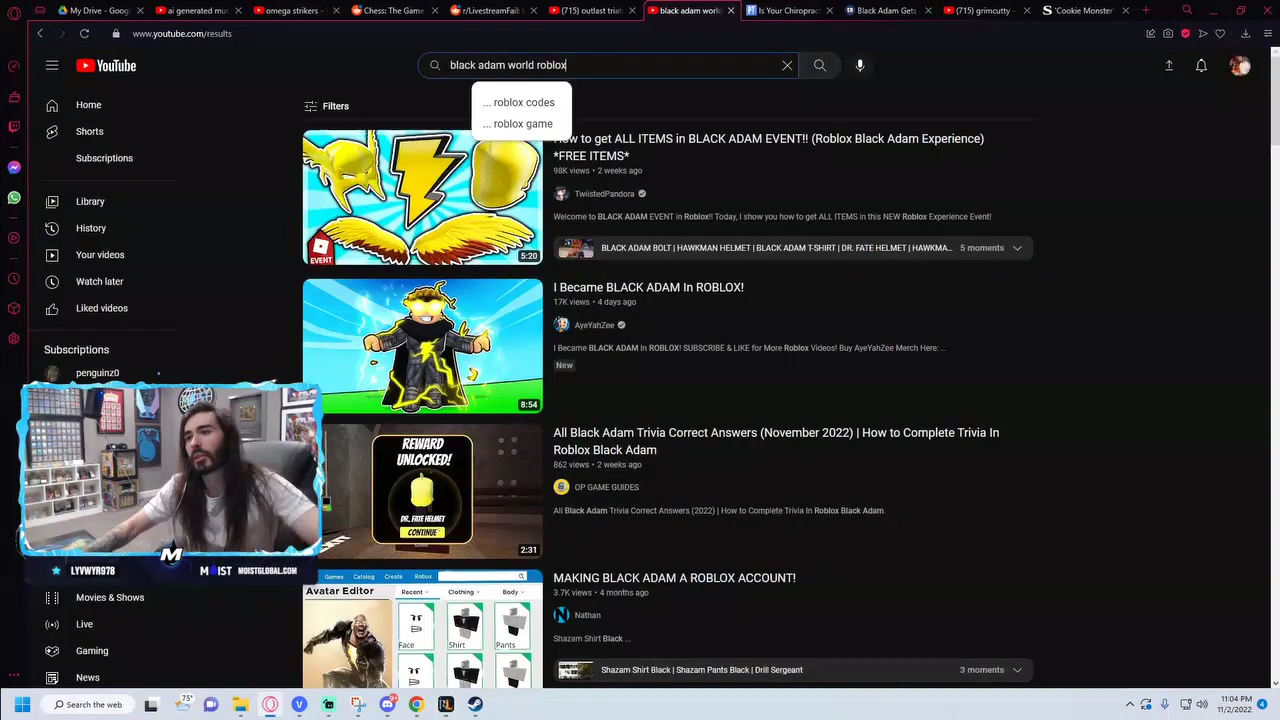 My Drive - Goog
ai generated mus
omega strikers -
Chess: The Game
r/LivestreamFail
(715) outlast trial
black adam world
Is Your Chiropract
Black Adam Gets
(715) grimcutty -
Cookie Monster
www.youtube.com/results
YouTube
black adam world roblox
... roblox codes
... roblox game
Home
Shorts
Subscriptions
Library
History
Your videos
Watch later
Liked videos
Subscriptions
penguinz0
Movies & Shows
Live
Gaming
Filters
How to get ALL ITEMS in BLACK ADAM EVENT!! (Roblox Black Adam Experience)
*FREE ITEMS*
98K views • 2 weeks ago
TwiistedPandora
Welcome to BLACK ADAM EVENT in Roblox!! Today, I show you how to get ALL ITEMS in this NEW Roblox Experience Event!
BLACK ADAM BOLT | HAWKMAN HELMET | BLACK ADAM T-SHIRT | DR. FATE HELMET | HAWKMA...
5 moments
EVENT
5:20
I Became BLACK ADAM In ROBLOX!
17K views • 4 days ago
AyeYahZee
I Became BLACK ADAM In ROBLOX! SUBSCRIBE & LIKE for More Roblox Videos! Buy AyeYahZee Merch Here: ...
New
8:54
All Black Adam Trivia Correct Answers (November 2022) | How to Complete Trivia In
Roblox Black Adam
862 views • 2 weeks ago
OP GAME GUIDES
All Black Adam Trivia Correct Answers (2022) | How to Complete Trivia In Roblox Black Adam.
REWARD
UNLOCKED!
DR. FATE HELMET
CONTINUE
2:31
MAKING BLACK ADAM A ROBLOX ACCOUNT!
3.7K views • 4 months ago
Nathan
Shazam Shirt Black ...
Shazam Shirt Black | Shazam Pants Black | Drill Sergeant
3 moments
Games Catalog Create Robux
Avatar Editor
Recent
Clothing
Body
Face
Shirt
Pants
LYVWYR97B
MOIST
MOISTGLOBAL.COM
Search the web
75°
9+
11:04 PM
11/2/2022
4